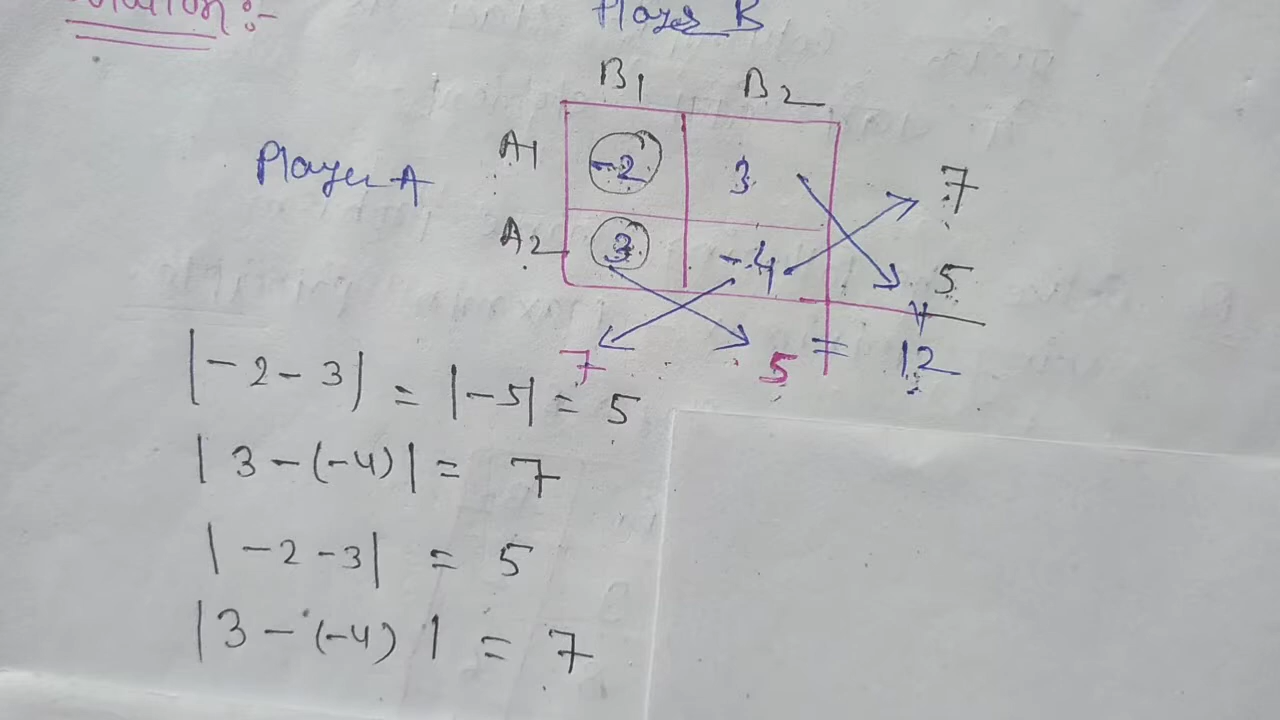 Solution :-
Player B
B1 B2
Player A A1 -2 3 7
A2 3 -4 5
7 5 = 12
|-2-3| = |-5| = 5
|3-(-4)| = 7
|-2-3| = 5
|3-(-4)| = 7